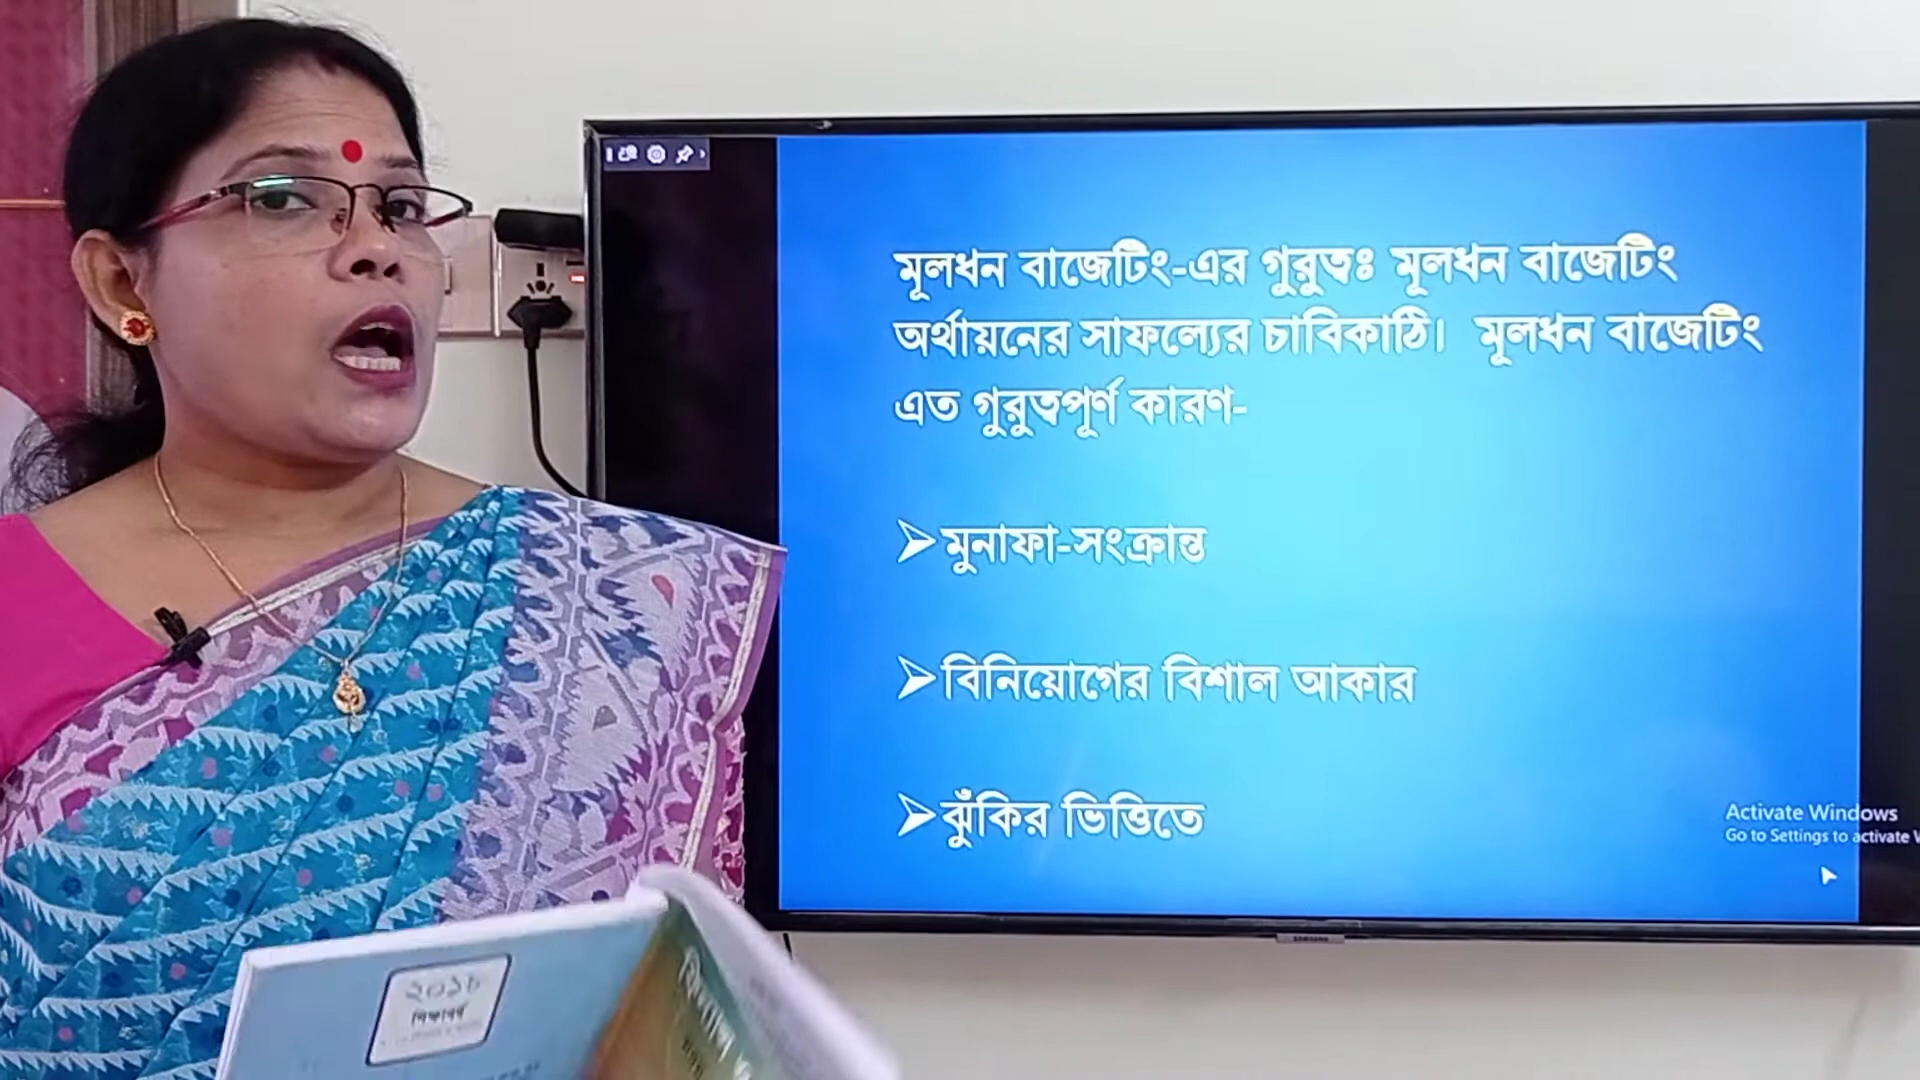 মূলধন বাজেটিং-এর গুরুত্বঃ মূলধন বাজেটিং
অর্থায়নের সাফল্যের চাবিকাঠি। মূলধন বাজেটিং
এত গুরুত্বপূর্ণ কারণ-
➢মুনাফা-সংক্রান্ত
➢বিনিয়োগের বিশাল আকার
➢ঝুঁকির ভিত্তিতে
Activate Windows
Go to Settings to activate W
SAMSUNG
২০১৮
শিক্ষাবর্ষ